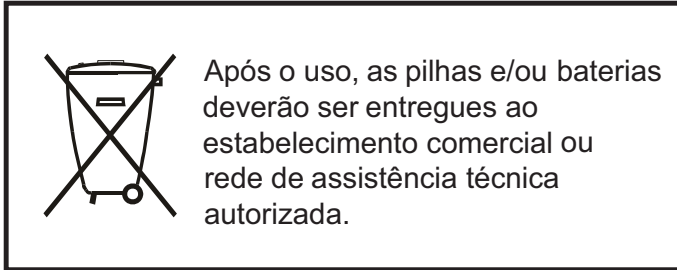 Após o uso, as pilhas e/ou baterias
deverão ser entregues ao
estabelecimento comercial ou
rede de assistência técnica
autorizada.